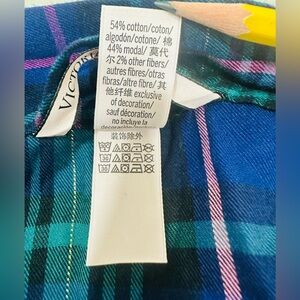 VICTORI
54% cotton/coton/
algodón/cotone/ 棉
44% modal/ 莫代
尔 2% other fibers/
autres fibres/otras
fibras/altre fibre/ 其
他纤维 exclusive
of decoration/
sauf décoration/
no incluye la
decoración/
装饰除外